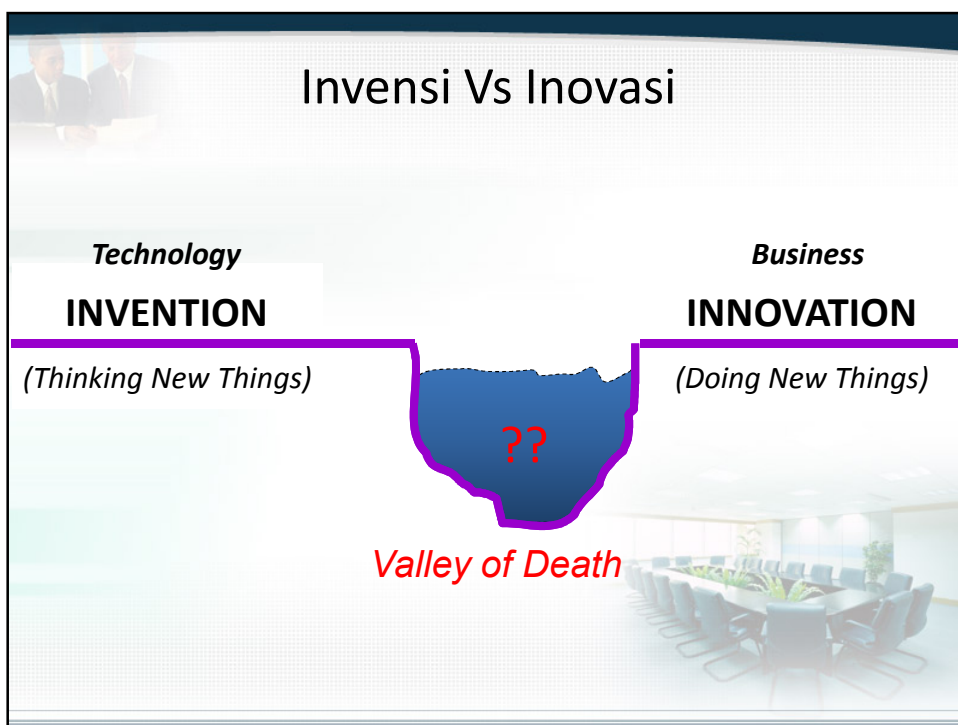 Invensi Vs Inovasi
Technology
INVENTION
(Thinking New Things)
Business
INNOVATION
(Doing New Things)
??
Valley of Death